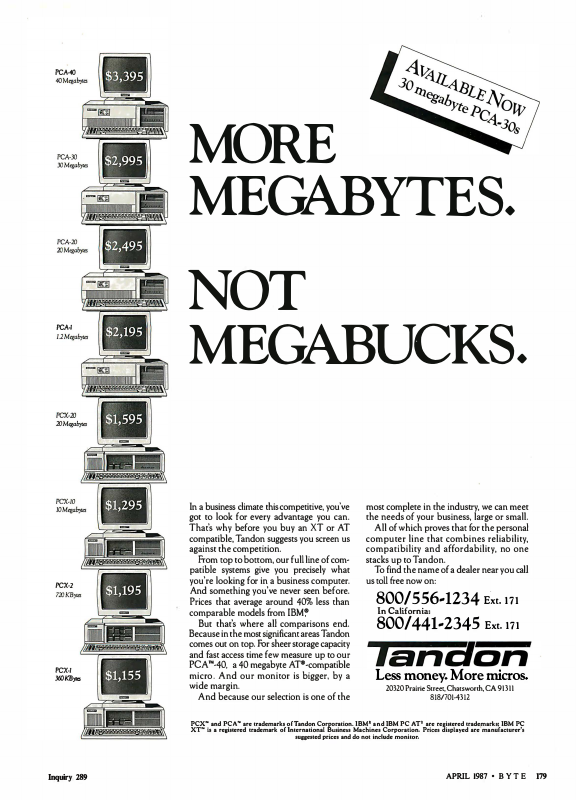 PCA-40
40 Megabytes
$3,395
PCA-30
30 Megabytes
$2,995
PCA-20
20 Megabytes
$2,495
PCA-1
1.2 Megabytes
$2,195
PCX-20
20 Megabytes
$1,595
PCX-10
10 Megabytes
$1,295
PCX-2
720 KBytes
$1,195
PCX-1
360 KBytes
$1,155
AVAILABLE NOW
30 megabyte PCA-30s
MORE
MEGABYTES.
NOT
MEGABUCKS.
In a business climate this competitive, you've
got to look for every advantage you can.
That's why before you buy an XT or AT
compatible, Tandon suggests you screen us
against the competition.
From top to bottom, our full line of com-
patible systems give you precisely what
you're looking for in a business computer.
And something you've never seen before.
Prices that average around 40% less than
comparable models from IBM.®
But that's where all comparisons end.
Because in the most significant areas Tandon
comes out on top. For sheer storage capacity
and fast access time few measure up to our
PCA™-40, a 40 megabyte AT®-compatible
micro. And our monitor is bigger, by a
wide margin.
And because our selection is one of the
most complete in the industry, we can meet
the needs of your business, large or small.
All of which proves that for the personal
computer line that combines reliability,
compatibility and affordability, no one
stacks up to Tandon.
To find the name of a dealer near you call
us toll free now on:
800/556-1234 Ext. 171
In California:
800/441-2345 Ext. 171
Tandon
Less money. More micros.
20320 Prairie Street, Chatsworth, CA 91311
818/701-4312
PCX™ and PCA™ are trademarks of Tandon Corporation. IBM® and IBM PC AT® are registered trademarks; IBM PC
XT™ is a registered trademark of International Business Machines Corporation. Prices displayed are manufacturer's
suggested prices and do not include monitor.
Inquiry 289
APRIL 1987 • BYTE 179